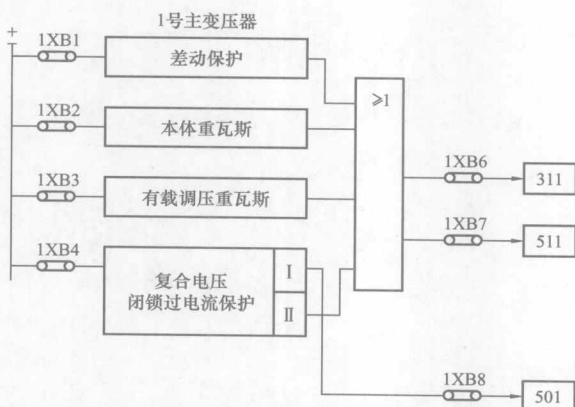 1号主变压器
+
1XB1
差动保护
≥1
1XB2
本体重瓦斯
1XB3
有载调压重瓦斯
1XB6
311
1XB7
511
1XB4
复合电压
闭锁过电流保护
Ⅰ
Ⅱ
1XB8
501